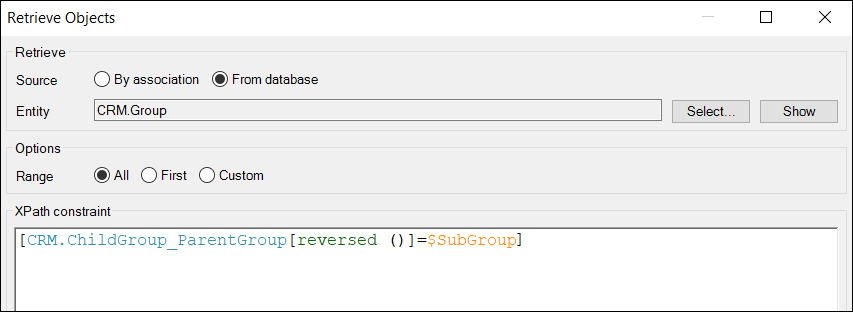 Retrieve Objects
Retrieve
Source By association From database
Entity CRM.Group Select... Show
Options
Range All First Custom
XPath constraint
[CRM.ChildGroup_ParentGroup[reversed ()]=$SubGroup]